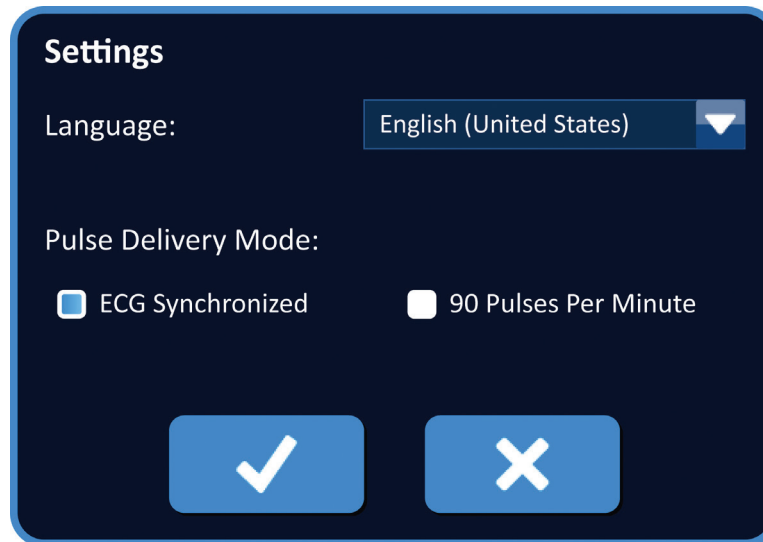 Settings
Language: English (United States)
Pulse Delivery Mode:
ECG Synchronized 90 Pulses Per Minute